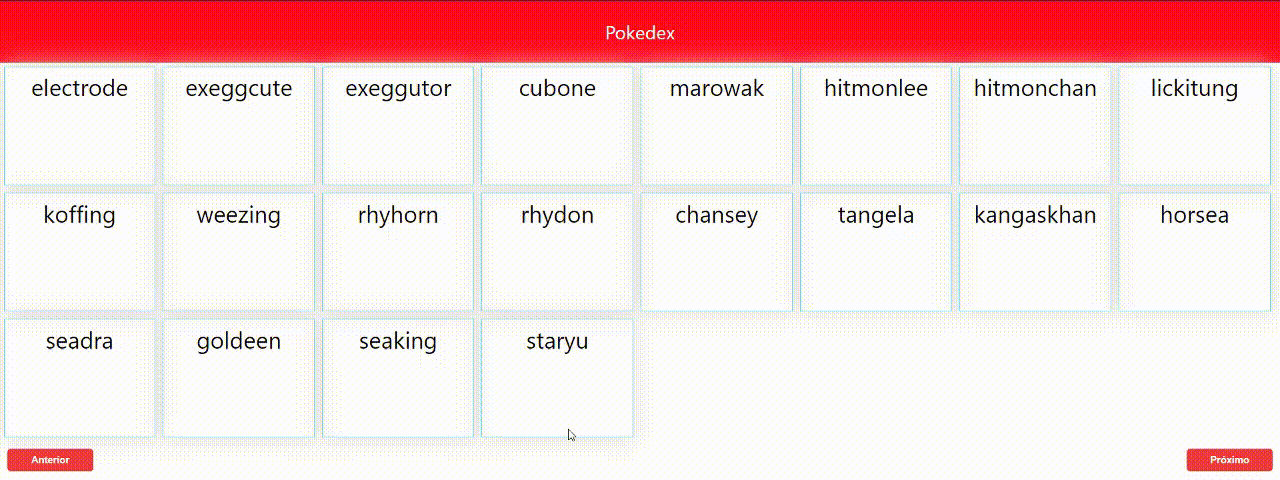 Pokedex
electrode exeggcute exeggutor cubone marowak hitmonlee hitmonchan lickitung
koffing weezing rhyhorn rhydon chansey tangela kangaskhan horsea
seadra goldeen seaking staryu
Anterior Próximo